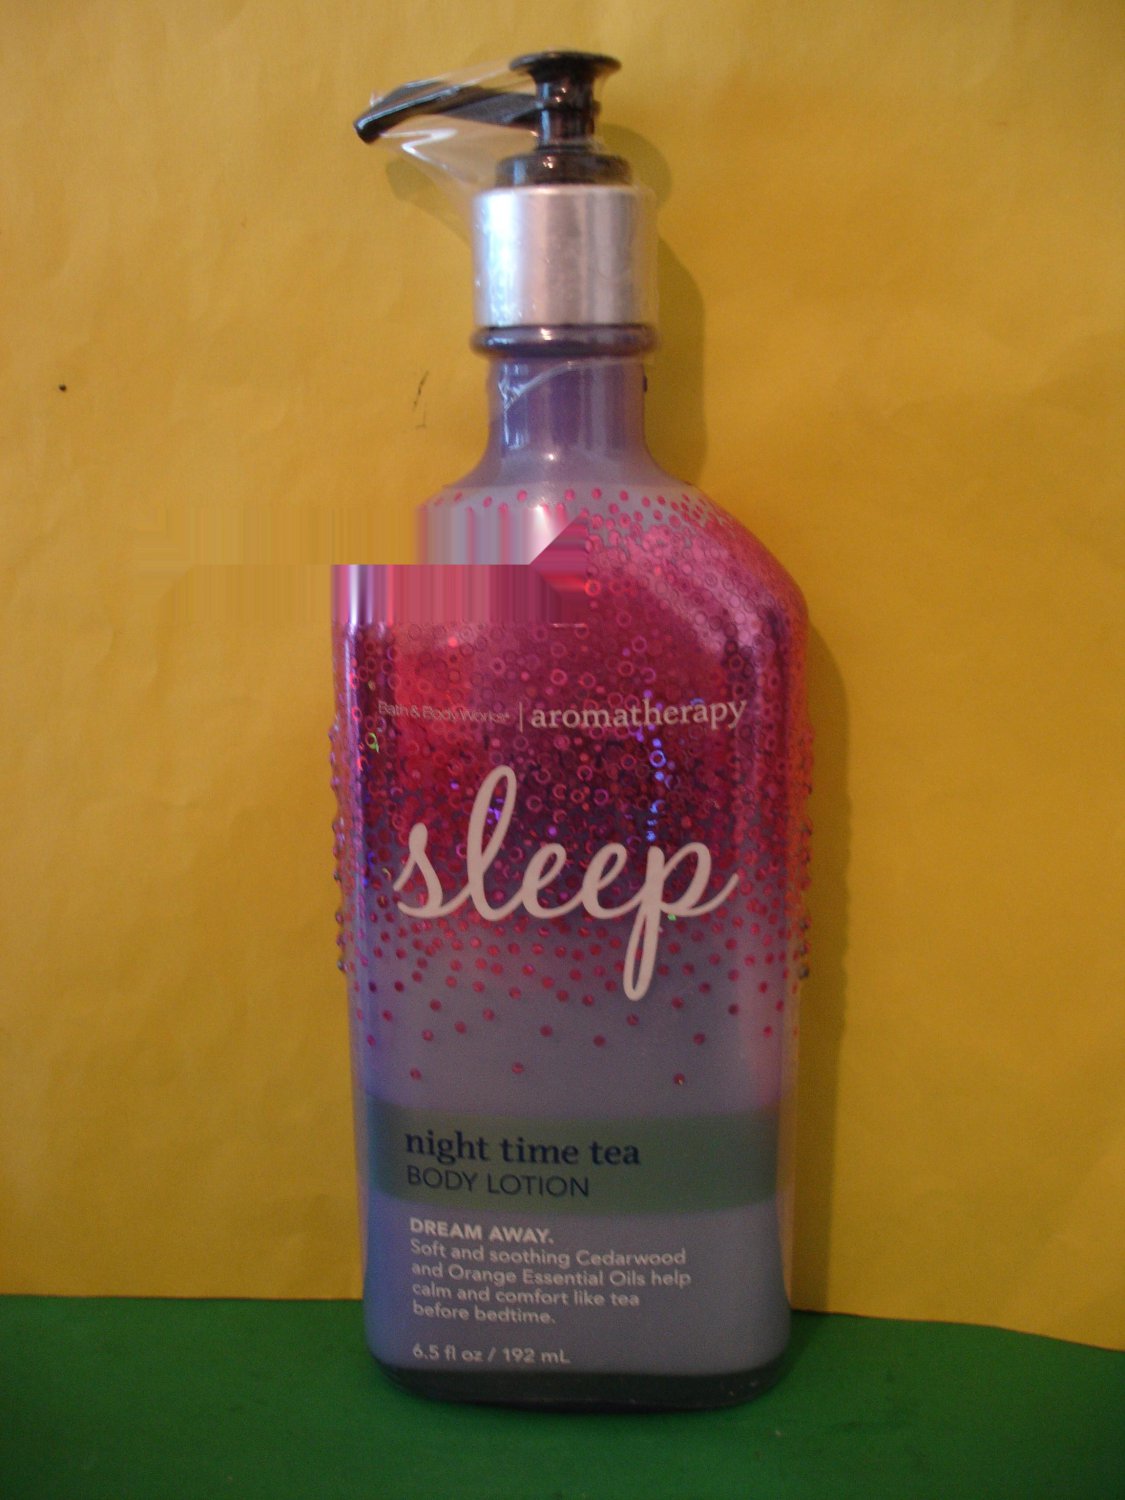 Bath & Body Works® | aromatherapy
sleep
night time tea
BODY LOTION
DREAM AWAY.
Soft and soothing Cedarwood
and Orange Essential Oils help
calm and comfort like tea
before bedtime.
6.5 fl oz / 192 mL